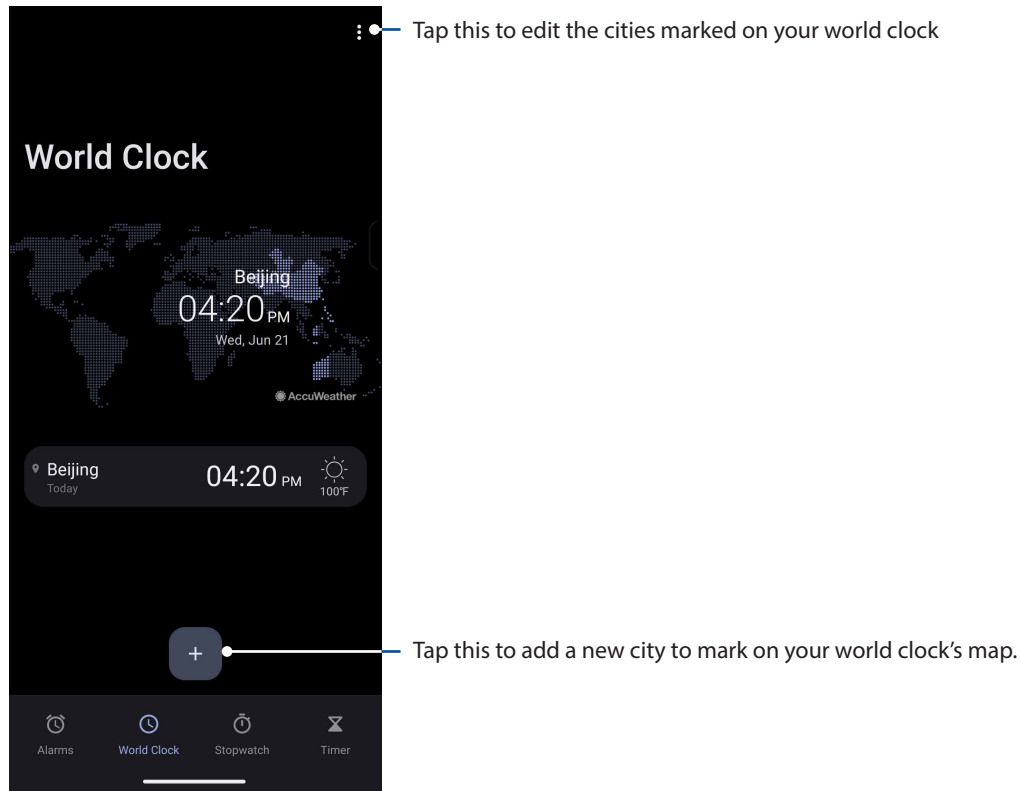 Tap this to edit the cities marked on your world clock
World Clock
Beijing
04:20 PM
Wed, Jun 21
AccuWeather
Beijing 04:20 PM
Today 100°F
+
Tap this to add a new city to mark on your world clock’s map.
Alarms World Clock Stopwatch Timer